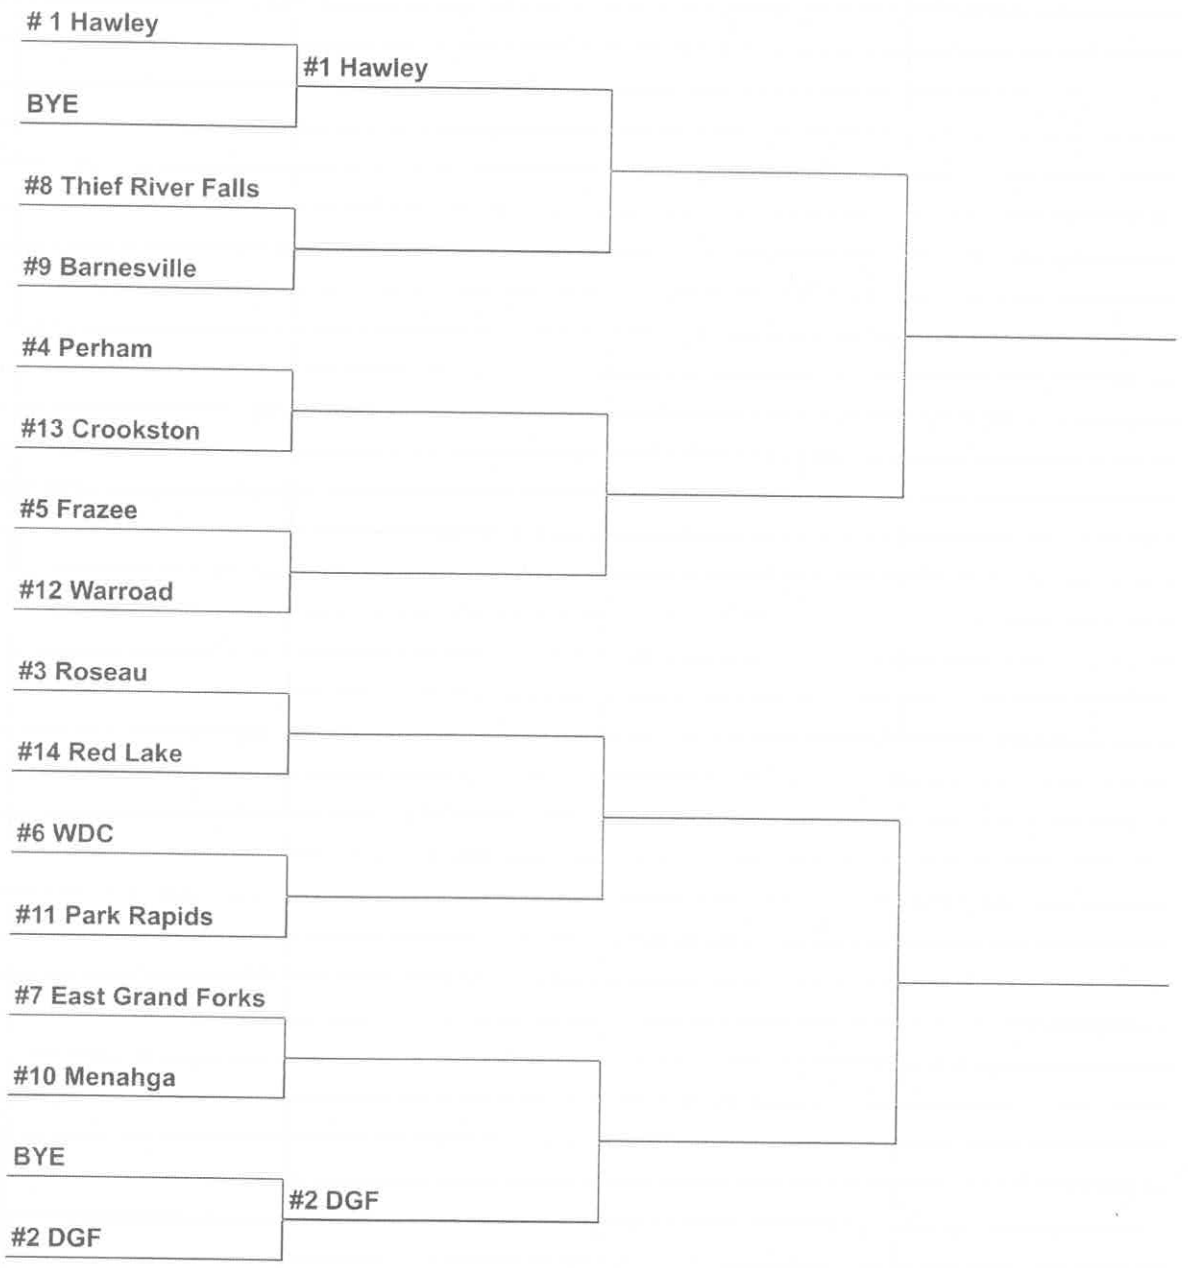 # 1 Hawley
#1 Hawley
BYE
#8 Thief River Falls
#9 Barnesville
#4 Perham
#13 Crookston
#5 Frazee
#12 Warroad
#3 Roseau
#14 Red Lake
#6 WDC
#11 Park Rapids
#7 East Grand Forks
#10 Menahga
BYE
#2 DGF
#2 DGF